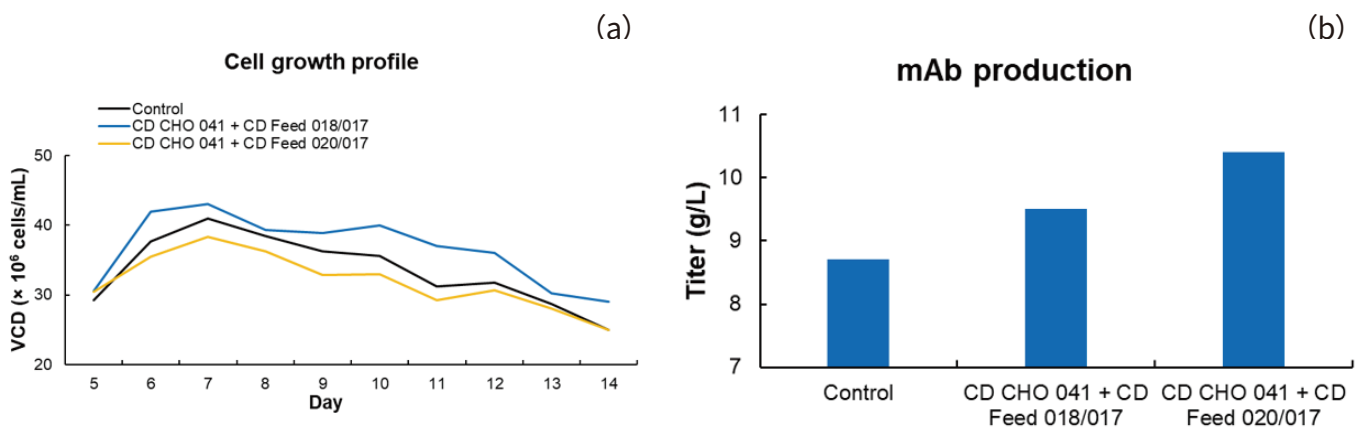 (a)
Cell growth profile
Control
CD CHO 041 + CD Feed 018/017
CD CHO 041 + CD Feed 020/017
VCD (× 10⁶ cells/mL)
50
40
30
20
5 6 7 8 9 10 11 12 13 14
Day
(b)
mAb production
Titer (g/L)
11
10
9
8
7
Control
CD CHO 041 + CD
Feed 018/017
CD CHO 041 + CD
Feed 020/017